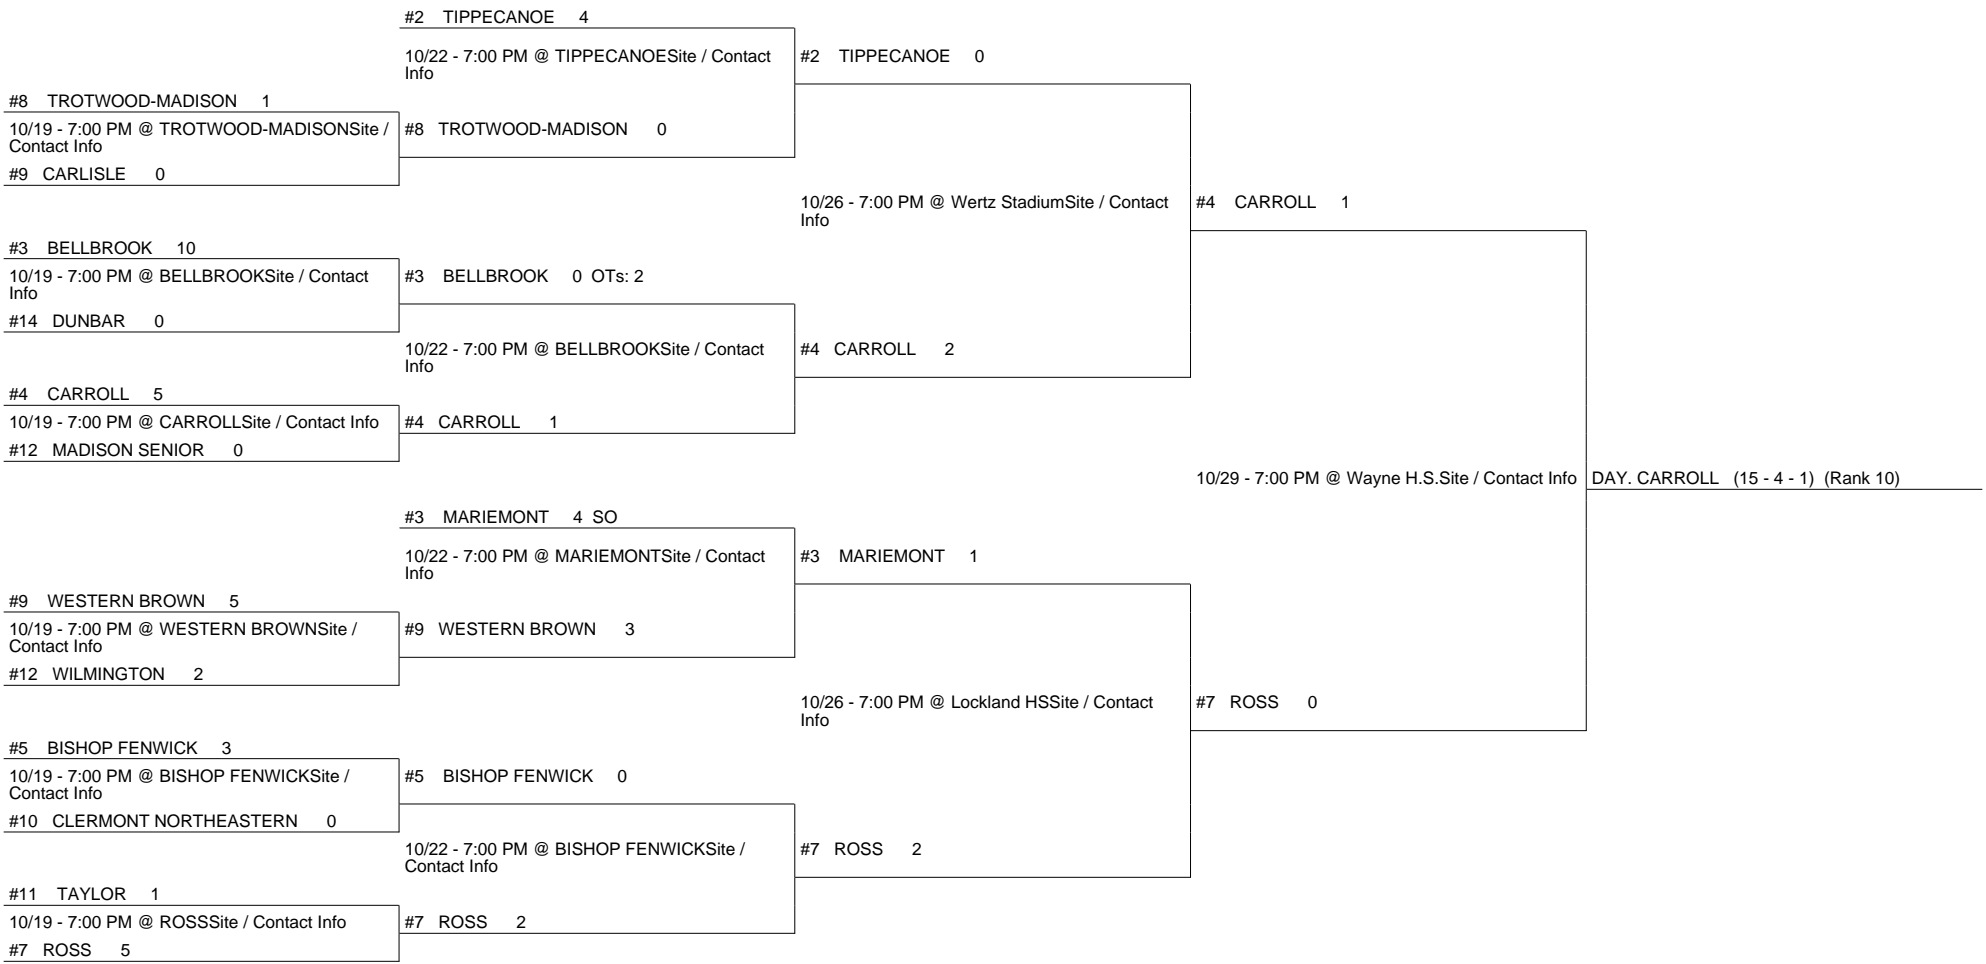 #2 TIPPECANOE 4
10/22 - 7:00 PM @ TIPPECANOESite / Contact
Info
#2 TIPPECANOE 0
#8 TROTWOOD-MADISON 1
10/19 - 7:00 PM @ TROTWOOD-MADISONSite /
Contact Info
#8 TROTWOOD-MADISON 0
#9 CARLISLE 0
10/26 - 7:00 PM @ Wertz StadiumSite / Contact
Info
#4 CARROLL 1
#3 BELLBROOK 10
10/19 - 7:00 PM @ BELLBROOKSite / Contact
Info
#3 BELLBROOK 0 OTs: 2
#14 DUNBAR 0
10/22 - 7:00 PM @ BELLBROOKSite / Contact
Info
#4 CARROLL 2
#4 CARROLL 5
10/19 - 7:00 PM @ CARROLLSite / Contact Info
#4 CARROLL 1
#12 MADISON SENIOR 0
10/29 - 7:00 PM @ Wayne H.S.Site / Contact Info
DAY. CARROLL (15 - 4 - 1) (Rank 10)
#3 MARIEMONT 4 SO
10/22 - 7:00 PM @ MARIEMONTSite / Contact
Info
#3 MARIEMONT 1
#9 WESTERN BROWN 5
10/19 - 7:00 PM @ WESTERN BROWNSite /
Contact Info
#9 WESTERN BROWN 3
#12 WILMINGTON 2
10/26 - 7:00 PM @ Lockland HSSite / Contact
Info
#7 ROSS 0
#5 BISHOP FENWICK 3
10/19 - 7:00 PM @ BISHOP FENWICKSite /
Contact Info
#5 BISHOP FENWICK 0
#10 CLERMONT NORTHEASTERN 0
10/22 - 7:00 PM @ BISHOP FENWICKSite /
Contact Info
#7 ROSS 2
#11 TAYLOR 1
10/19 - 7:00 PM @ ROSSSite / Contact Info
#7 ROSS 2
#7 ROSS 5